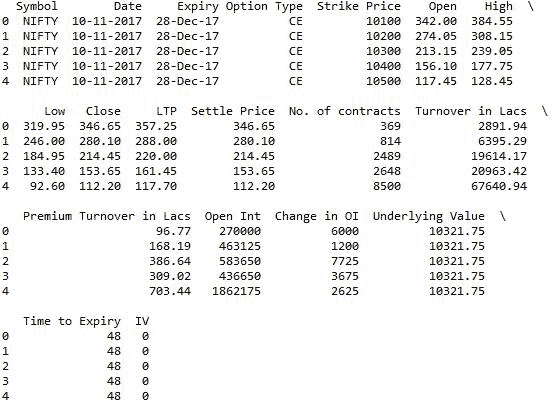 Symbol Date Expiry Option Type Strike Price Open High \
0 NIFTY 10-11-2017 28-Dec-17 CE 10100 342.00 384.55
1 NIFTY 10-11-2017 28-Dec-17 CE 10200 274.05 308.15
2 NIFTY 10-11-2017 28-Dec-17 CE 10300 213.15 239.05
3 NIFTY 10-11-2017 28-Dec-17 CE 10400 156.10 177.75
4 NIFTY 10-11-2017 28-Dec-17 CE 10500 117.45 128.45
Low Close LTP Settle Price No. of contracts Turnover in Lacs \
0 319.95 346.65 357.25 346.65 369 2891.94
1 246.00 280.10 288.00 280.10 814 6395.29
2 184.95 214.45 220.00 214.45 2489 19614.17
3 133.40 153.65 161.45 153.65 2648 20963.42
4 92.60 112.20 117.70 112.20 8500 67640.94
Premium Turnover in Lacs Open Int Change in OI Underlying Value \
0 96.77 270000 6000 10321.75
1 168.19 463125 1200 10321.75
2 386.64 583650 7725 10321.75
3 309.02 436650 3675 10321.75
4 703.44 1862175 2625 10321.75
Time to Expiry IV
0 48 0
1 48 0
2 48 0
3 48 0
4 48 0